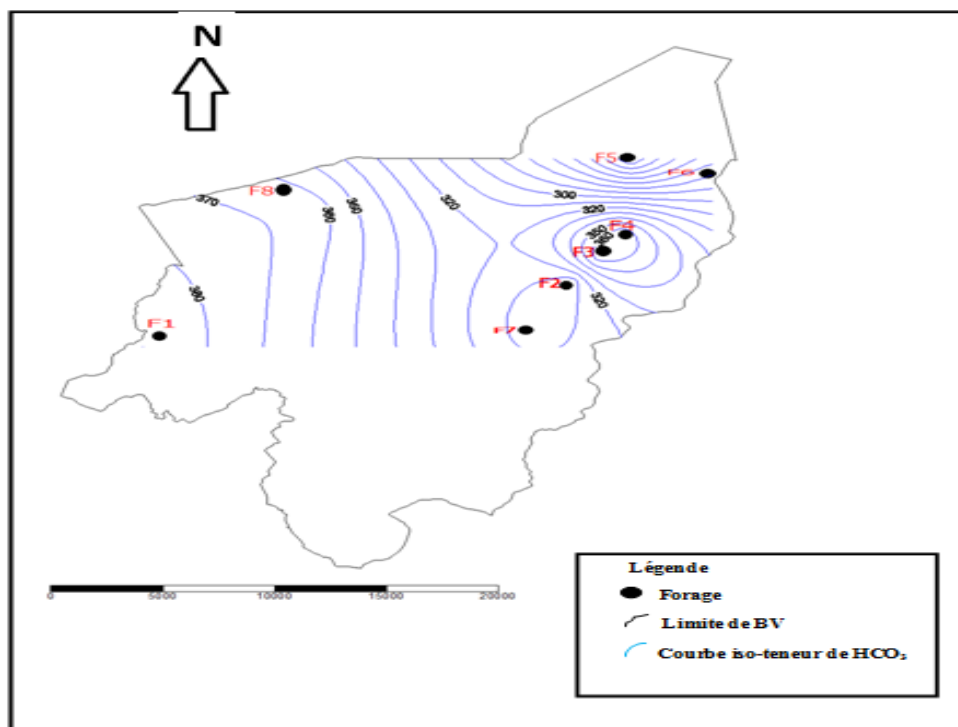 N
F5
F6
300
F8
370
360
350
320
320
F4
F3
F2
320
380
F1
F7
0 5000 10000 15000 20000
Légende
Forage
Limite de BV
Courbe iso-teneur de HCO₃